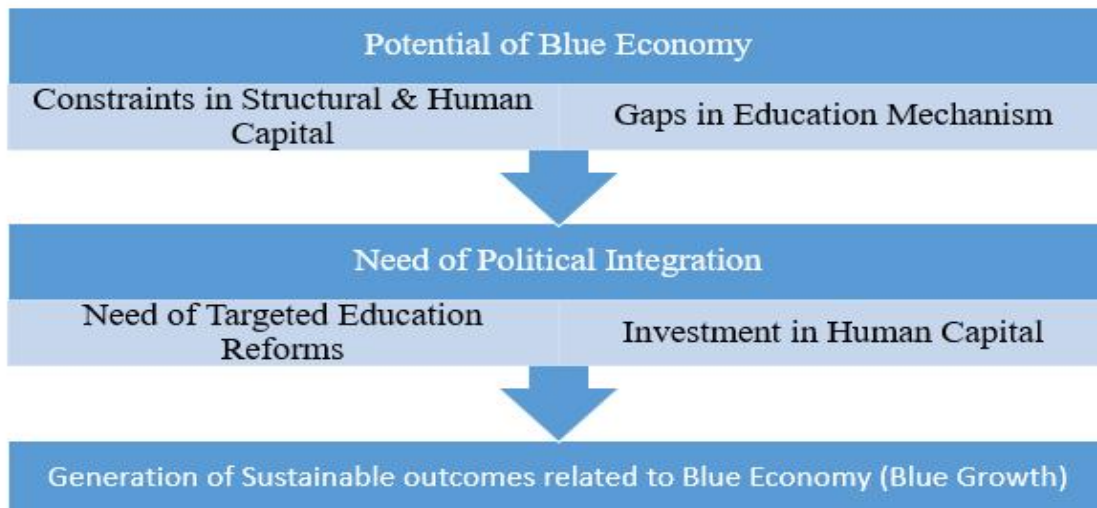 Potential of Blue Economy
Constraints in Structural & Human
Capital
Gaps in Education Mechanism
Need of Political Integration
Need of Targeted Education
Reforms
Investment in Human Capital
Generation of Sustainable outcomes related to Blue Economy (Blue Growth)